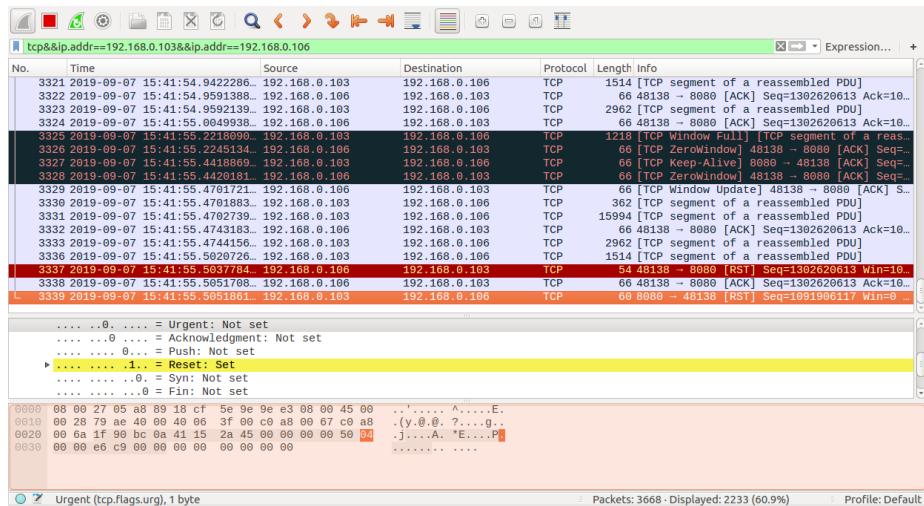 tcp&&ip.addr==192.168.0.103&&ip.addr==192.168.0.106 Expression… +
No. Time Source Destination Protocol Length Info
3321 2019-09-07 15:41:54.9422286… 192.168.0.103 192.168.0.106 TCP 1514 [TCP segment of a reassembled PDU]
3322 2019-09-07 15:41:54.9591388… 192.168.0.106 192.168.0.103 TCP 66 48138 → 8080 [ACK] Seq=1302620613 Ack=10…
3323 2019-09-07 15:41:54.9592139… 192.168.0.103 192.168.0.106 TCP 2962 [TCP segment of a reassembled PDU]
3324 2019-09-07 15:41:55.0049938… 192.168.0.106 192.168.0.103 TCP 66 48138 → 8080 [ACK] Seq=1302620613 Ack=10…
3325 2019-09-07 15:41:55.2218090… 192.168.0.103 192.168.0.106 TCP 1218 [TCP Window Full] [TCP segment of a reas…
3326 2019-09-07 15:41:55.2245134… 192.168.0.106 192.168.0.103 TCP 66 [TCP ZeroWindow] 48138 → 8080 [ACK] Seq=…
3327 2019-09-07 15:41:55.4418869… 192.168.0.103 192.168.0.106 TCP 66 [TCP Keep-Alive] 8080 → 48138 [ACK] Seq=…
3328 2019-09-07 15:41:55.4420181… 192.168.0.106 192.168.0.103 TCP 66 [TCP ZeroWindow] 48138 → 8080 [ACK] Seq=…
3329 2019-09-07 15:41:55.4701721… 192.168.0.106 192.168.0.103 TCP 66 [TCP Window Update] 48138 → 8080 [ACK] S…
3330 2019-09-07 15:41:55.4701883… 192.168.0.103 192.168.0.106 TCP 362 [TCP segment of a reassembled PDU]
3331 2019-09-07 15:41:55.4702739… 192.168.0.103 192.168.0.106 TCP 15994 [TCP segment of a reassembled PDU]
3332 2019-09-07 15:41:55.4743183… 192.168.0.106 192.168.0.103 TCP 66 48138 → 8080 [ACK] Seq=1302620613 Ack=10…
3333 2019-09-07 15:41:55.4744156… 192.168.0.103 192.168.0.106 TCP 2962 [TCP segment of a reassembled PDU]
3336 2019-09-07 15:41:55.5020726… 192.168.0.103 192.168.0.106 TCP 1514 [TCP segment of a reassembled PDU]
3337 2019-09-07 15:41:55.5037784… 192.168.0.106 192.168.0.103 TCP 54 48138 → 8080 [RST] Seq=1302620613 Win=10…
3338 2019-09-07 15:41:55.5051708… 192.168.0.106 192.168.0.103 TCP 66 48138 → 8080 [ACK] Seq=1302620613 Ack=10…
3339 2019-09-07 15:41:55.5051861… 192.168.0.103 192.168.0.106 TCP 60 8080 → 48138 [RST] Seq=1091906117 Win=0 …
.... ..0. .... = Urgent: Not set
.... ...0 .... = Acknowledgment: Not set
.... .... 0... = Push: Not set
.... .... .1.. = Reset: Set
.... .... ..0. = Syn: Not set
.... .... ...0 = Fin: Not set
0000 08 00 27 05 a8 89 18 cf 5e 9e 9e e3 08 00 45 00 ..'..... ^.....E.
0010 00 28 79 ae 40 00 40 06 3f 00 c0 a8 00 67 c0 a8 .(y.@.@. ?....g..
0020 00 6a 1f 90 bc 0a 41 15 2a 45 00 00 00 00 50 04 .j....A. *E....P.
0030 00 00 e6 c9 00 00 00 00 00 00 00 00 ........ ....
Urgent (tcp.flags.urg), 1 byte Packets: 3668 · Displayed: 2233 (60.9%) Profile: Default